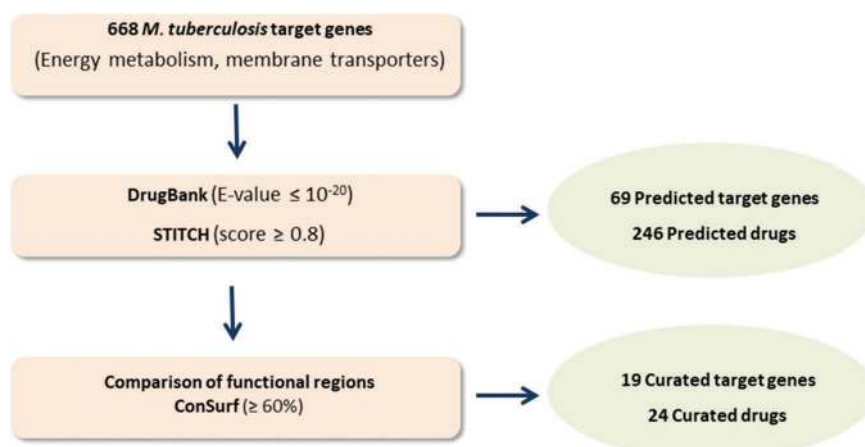 668 M. tuberculosis target genes
(Energy metabolism, membrane transporters)
DrugBank (E-value ≤ 10⁻²⁰)
STITCH (score ≥ 0.8)
69 Predicted target genes
246 Predicted drugs
Comparison of functional regions
ConSurf (≥ 60%)
19 Curated target genes
24 Curated drugs